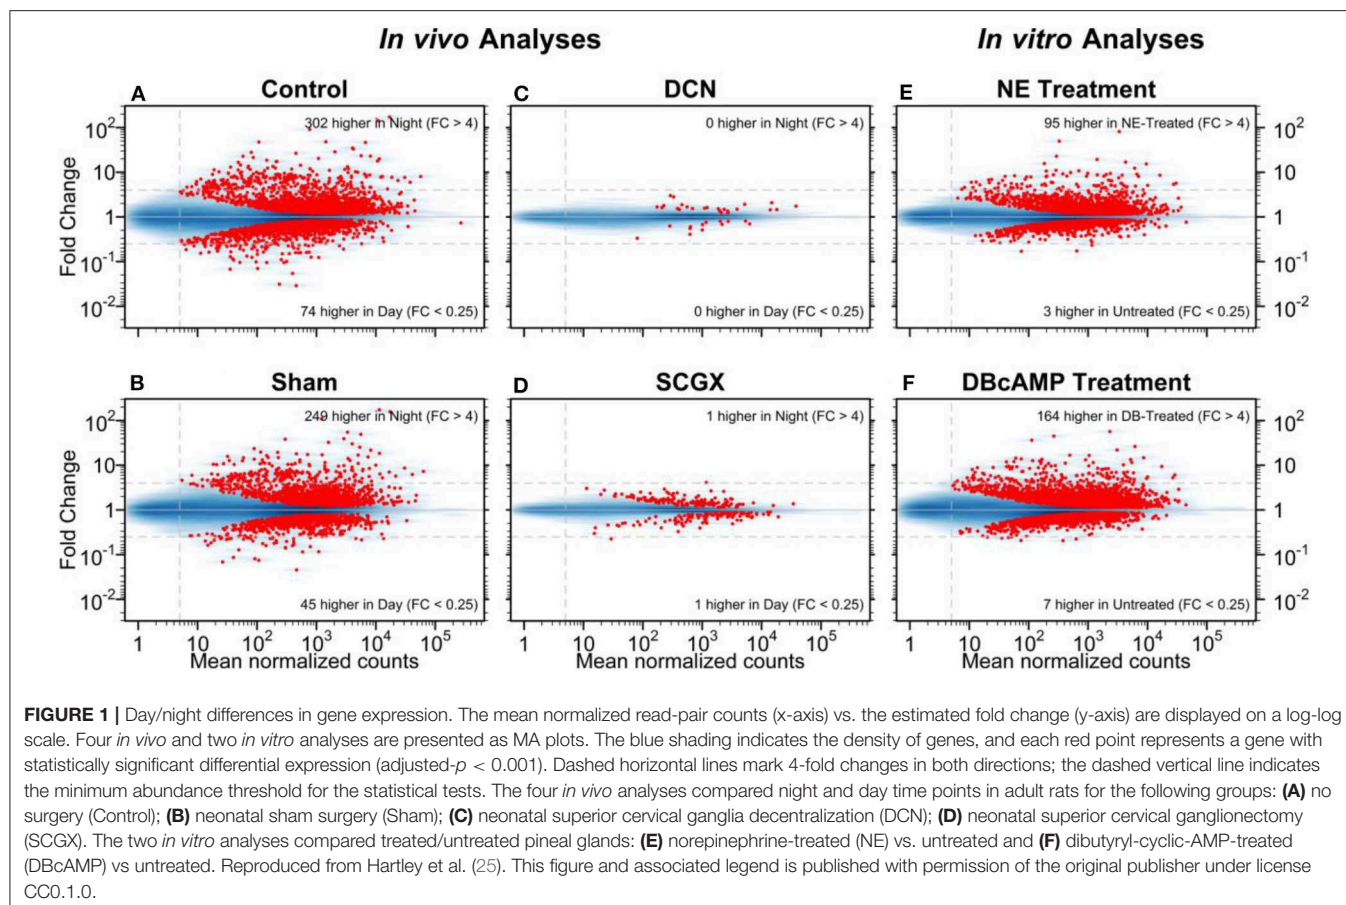 In vivo Analyses
In vitro Analyses
A
Control
302 higher in Night (FC > 4)
10²
10
1
10⁻¹
10⁻²
Fold Change
74 higher in Day (FC < 0.25)
C
DCN
0 higher in Night (FC > 4)
0 higher in Day (FC < 0.25)
E
NE Treatment
95 higher in NE-Treated (FC > 4)
10²
10
1
10⁻¹
10⁻²
3 higher in Untreated (FC < 0.25)
B
Sham
249 higher in Night (FC > 4)
10²
10
1
10⁻¹
10⁻²
Fold Change
45 higher in Day (FC < 0.25)
1 10 10² 10³ 10⁴ 10⁵
Mean normalized counts
D
SCGX
1 higher in Night (FC > 4)
1 higher in Day (FC < 0.25)
1 10 10² 10³ 10⁴ 10⁵
Mean normalized counts
F
DBcAMP Treatment
164 higher in DB-Treated (FC > 4)
10²
10
1
10⁻¹
10⁻²
7 higher in Untreated (FC < 0.25)
1 10 10² 10³ 10⁴ 10⁵
Mean normalized counts
FIGURE 1 | Day/night differences in gene expression. The mean normalized read-pair counts (x-axis) vs. the estimated fold change (y-axis) are displayed on a log-log
scale. Four in vivo and two in vitro analyses are presented as MA plots. The blue shading indicates the density of genes, and each red point represents a gene with
statistically significant differential expression (adjusted-p < 0.001). Dashed horizontal lines mark 4-fold changes in both directions; the dashed vertical line indicates
the minimum abundance threshold for the statistical tests. The four in vivo analyses compared night and day time points in adult rats for the following groups: (A) no
surgery (Control); (B) neonatal sham surgery (Sham); (C) neonatal superior cervical ganglia decentralization (DCN); (D) neonatal superior cervical ganglionectomy
(SCGX). The two in vitro analyses compared treated/untreated pineal glands: (E) norepinephrine-treated (NE) vs. untreated and (F) dibutyryl-cyclic-AMP-treated
(DBcAMP) vs untreated. Reproduced from Hartley et al. (25). This figure and associated legend is published with permission of the original publisher under license
CC0.1.0.